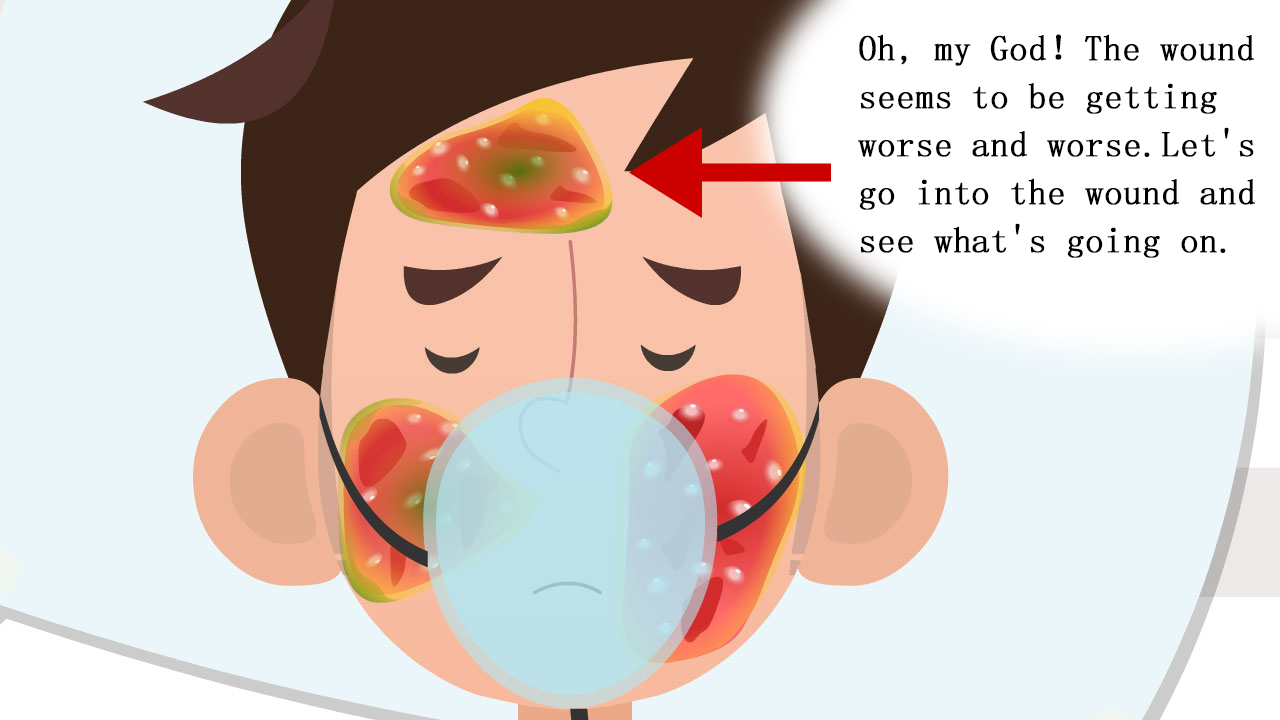 Oh, my God! The wound
seems to be getting
worse and worse.Let's
go into the wound and
see what's going on.